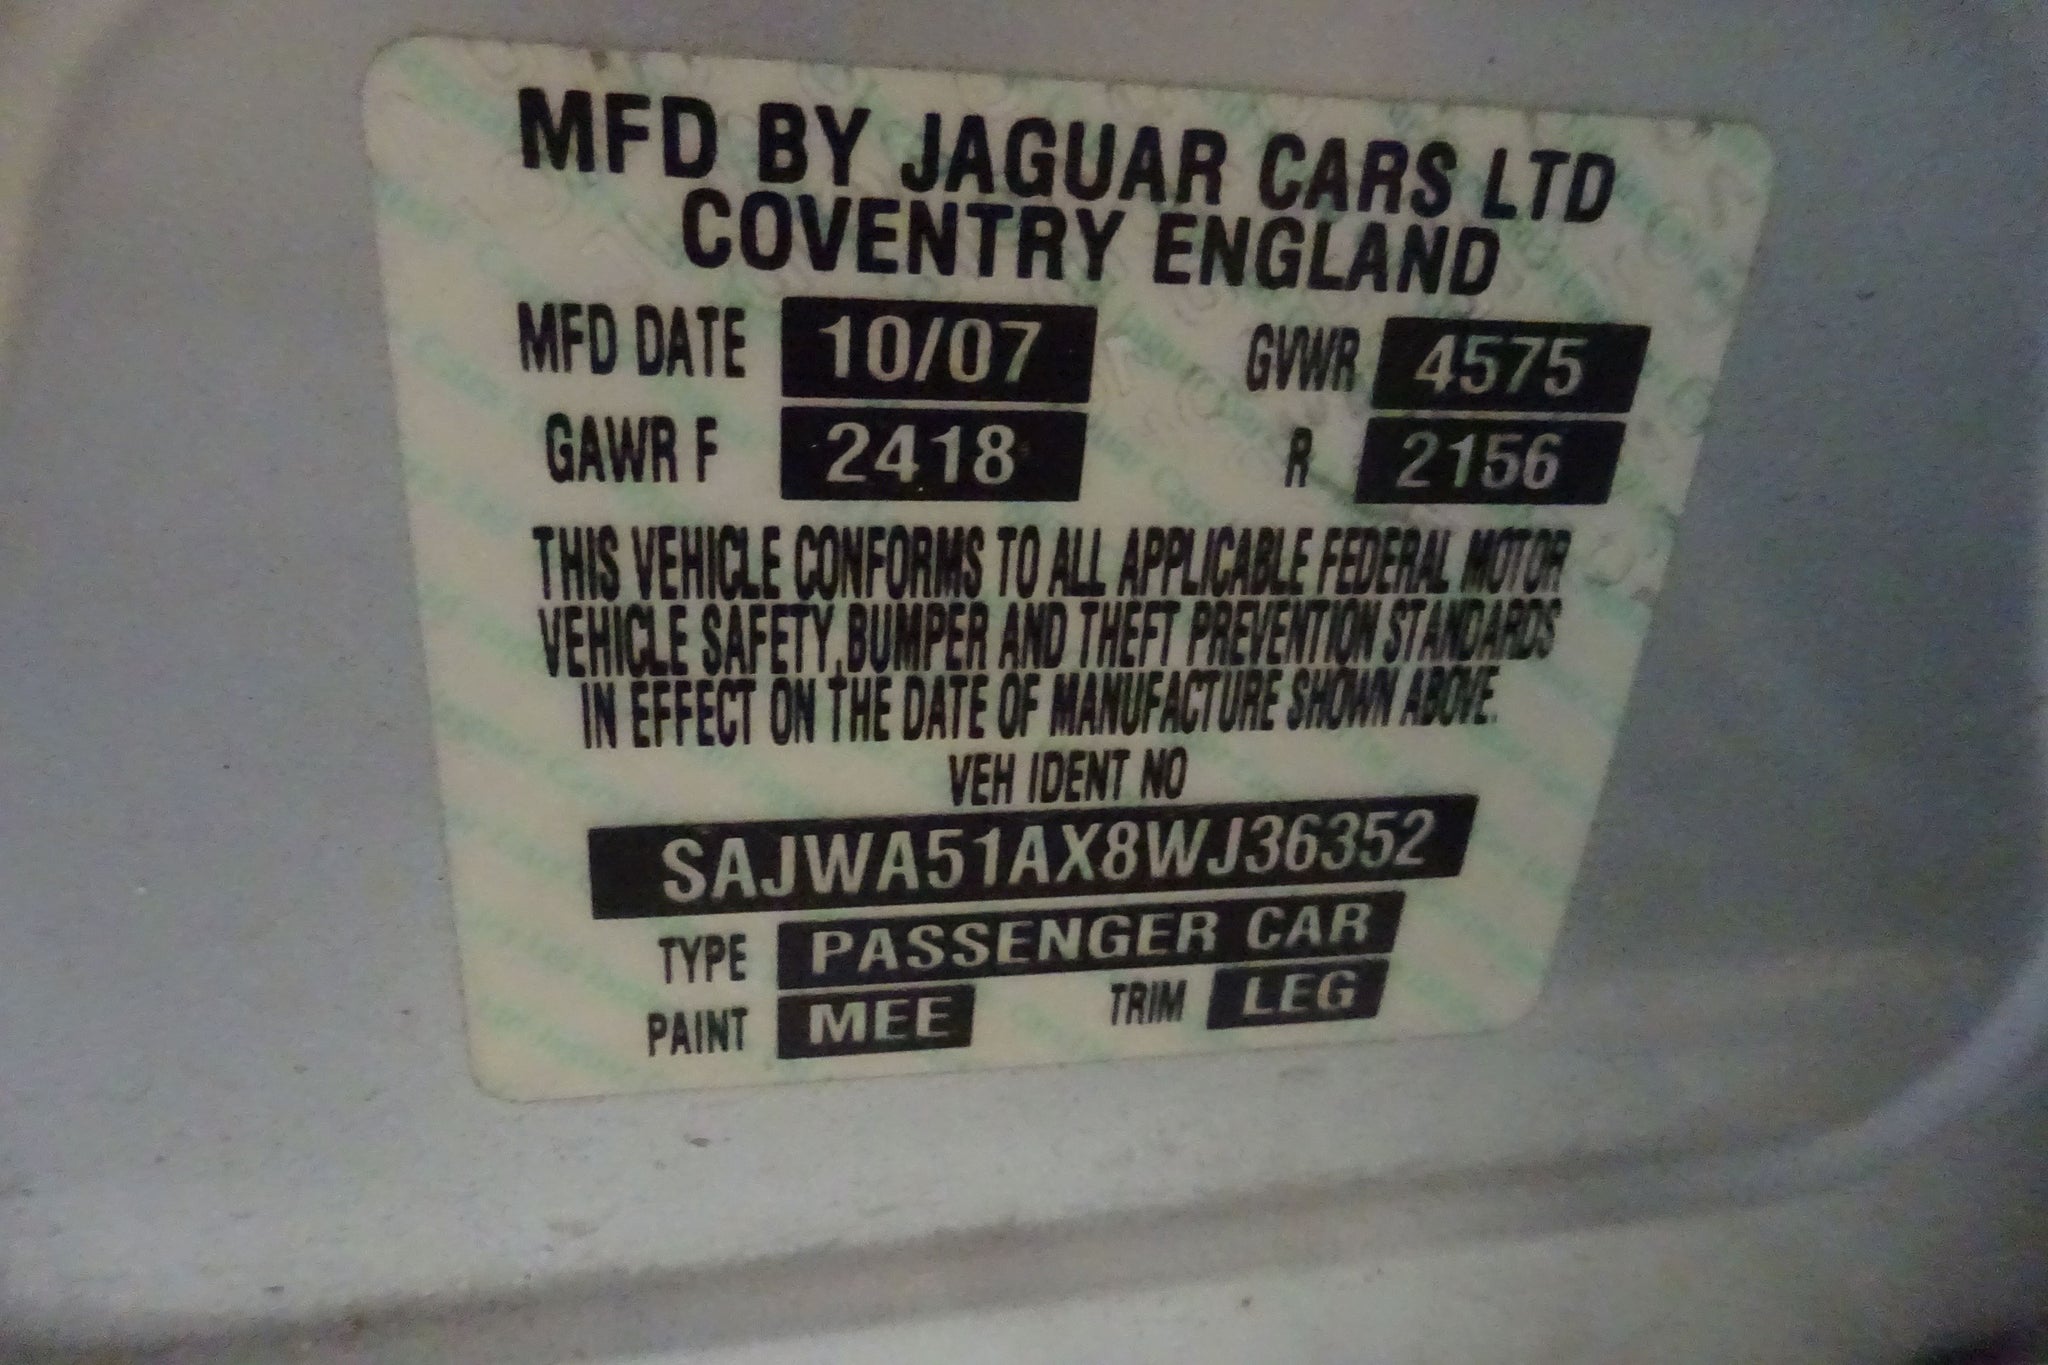 MFD BY JAGUAR CARS LTD
COVENTRY ENGLAND
MFD DATE 10/07 GVWR 4575
GAWR F 2418 R 2156
THIS VEHICLE CONFORMS TO ALL APPLICABLE FEDERAL MOTOR
VEHICLE SAFETY, BUMPER AND THEFT PREVENTION STANDARDS
IN EFFECT ON THE DATE OF MANUFACTURE SHOWN ABOVE.
VEH IDENT NO
SAJWA51AX8WJ36352
TYPE PASSENGER CAR
PAINT MEE TRIM LEG